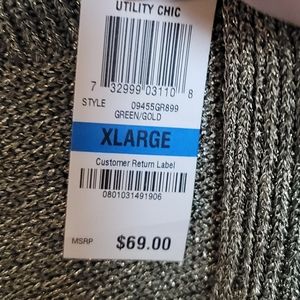 UTILITY CHIC
7 32999 03110 8
STYLE 09455GR899
GREEN/GOLD
XLARGE
Customer Return Label
0801031491906
MSRP $69.00